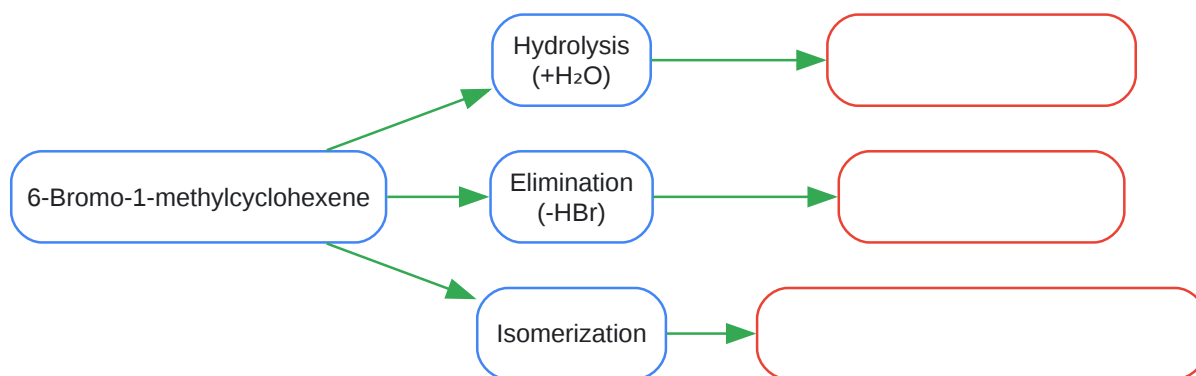 Hydrolysis
(+H₂O)
6-Bromo-1-methylcyclohexene
Elimination
(-HBr)
Isomerization